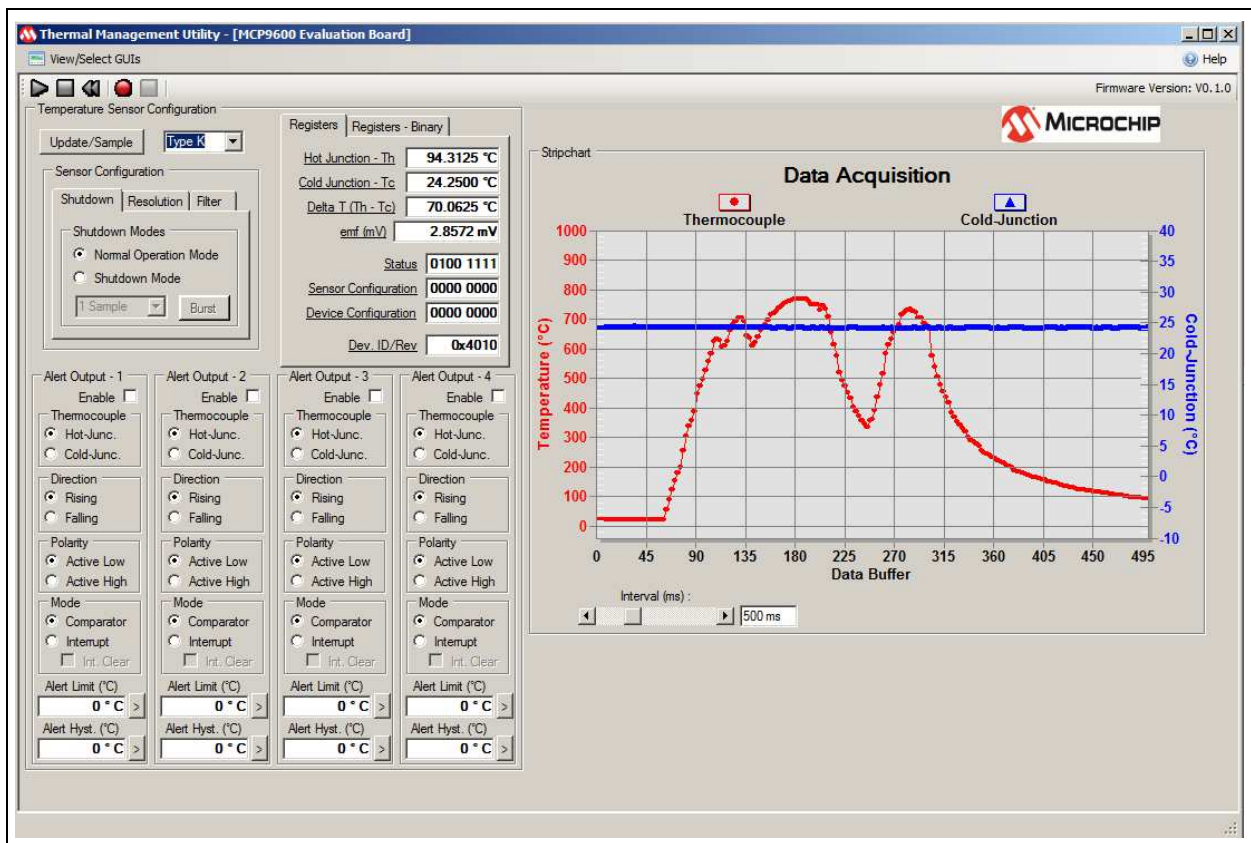 Thermal Management Utility - [MCP9600 Evaluation Board]
View/Select GUIs
Help
Firmware Version: V0.1.0
Temperature Sensor Configuration
Update/Sample
Type K
Sensor Configuration
Shutdown Resolution Filter
Shutdown Modes
Normal Operation Mode
Shutdown Mode
1 Sample
Burst
Registers Registers - Binary
Hot Junction - Th 94.3125 °C
Cold Junction - Tc 24.2500 °C
Delta T (Th - Tc) 70.0625 °C
emf (mV) 2.8572 mV
Status 0100 1111
Sensor Configuration 0000 0000
Device Configuration 0000 0000
Dev. ID/Rev 0x4010
Alert Output - 1
Enable
Thermocouple
Hot-Junc.
Cold-Junc.
Direction
Rising
Falling
Polarity
Active Low
Active High
Mode
Comparator
Interrupt
Int. Clear
Alert Limit (°C)
0 ° C >
Alert Hyst. (°C)
0 ° C >
Alert Output - 2
Enable
Thermocouple
Hot-Junc.
Cold-Junc.
Direction
Rising
Falling
Polarity
Active Low
Active High
Mode
Comparator
Interrupt
Int. Clear
Alert Limit (°C)
0 ° C >
Alert Hyst. (°C)
0 ° C >
Alert Output - 3
Enable
Thermocouple
Hot-Junc.
Cold-Junc.
Direction
Rising
Falling
Polarity
Active Low
Active High
Mode
Comparator
Interrupt
Int. Clear
Alert Limit (°C)
0 ° C >
Alert Hyst. (°C)
0 ° C >
Alert Output - 4
Enable
Thermocouple
Hot-Junc.
Cold-Junc.
Direction
Rising
Falling
Polarity
Active Low
Active High
Mode
Comparator
Interrupt
Int. Clear
Alert Limit (°C)
0 ° C >
Alert Hyst. (°C)
0 ° C >
MICROCHIP
Stripchart
Data Acquisition
Thermocouple
Cold-Junction
Temperature (°C)
1000
900
800
700
600
500
400
300
200
100
0
40
35
30
25
20
15
10
5
0
-5
-10
Cold-Junction (°C)
0 45 90 135 180 225 270 315 360 405 450 495
Data Buffer
Interval (ms) :
500 ms